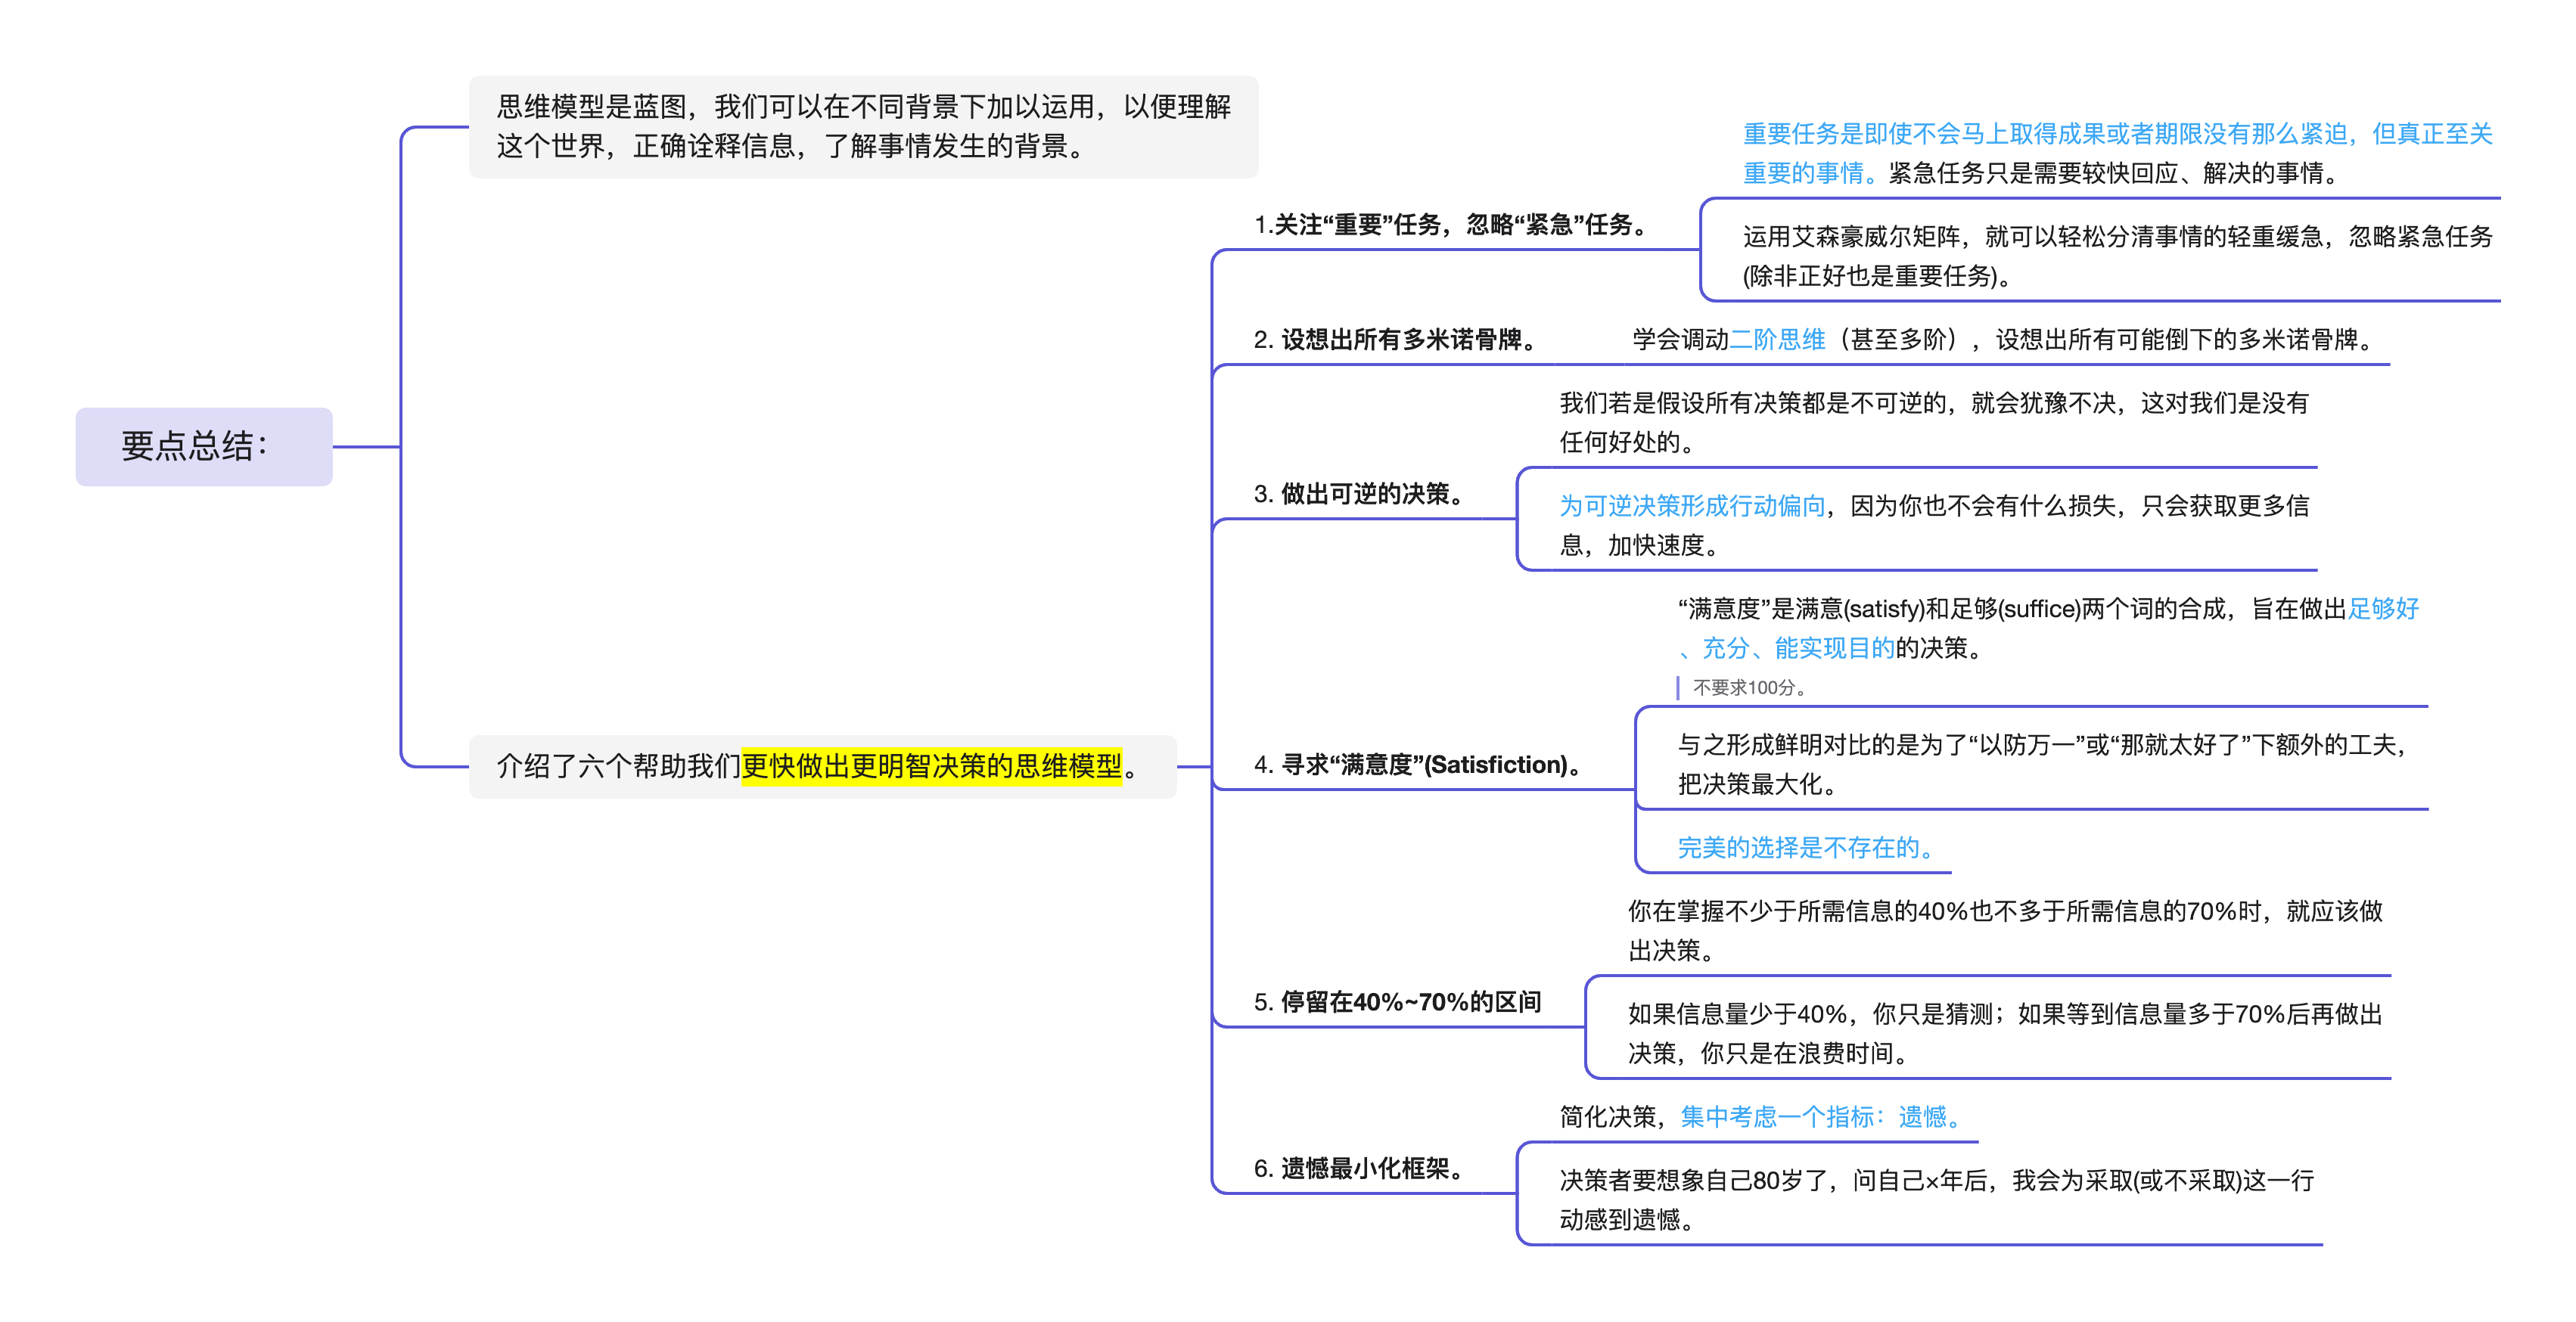 要点总结：
思维模型是蓝图，我们可以在不同背景下加以运用，以便理解
这个世界，正确诠释信息，了解事情发生的背景。
介绍了六个帮助我们更快做出更明智决策的思维模型。
1.关注“重要”任务，忽略“紧急”任务。
重要任务是即使不会马上取得成果或者期限没有那么紧迫，但真正至关
重要的事情。紧急任务只是需要较快回应、解决的事情。
运用艾森豪威尔矩阵，就可以轻松分清事情的轻重缓急，忽略紧急任务
(除非正好也是重要任务)。
2. 设想出所有多米诺骨牌。
学会调动二阶思维（甚至多阶），设想出所有可能倒下的多米诺骨牌。
3. 做出可逆的决策。
我们若是假设所有决策都是不可逆的，就会犹豫不决，这对我们是没有
任何好处的。
为可逆决策形成行动偏向，因为你也不会有什么损失，只会获取更多信
息，加快速度。
4. 寻求“满意度”(Satisfiction)。
“满意度”是满意(satisfy)和足够(suffice)两个词的合成，旨在做出足够好
、充分、能实现目的的决策。
不要求100分。
与之形成鲜明对比的是为了“以防万一”或“那就太好了”下额外的工夫，
把决策最大化。
完美的选择是不存在的。
5. 停留在40%~70%的区间
你在掌握不少于所需信息的40%也不多于所需信息的70%时，就应该做
出决策。
如果信息量少于40%，你只是猜测；如果等到信息量多于70%后再做出
决策，你只是在浪费时间。
6. 遗憾最小化框架。
简化决策，集中考虑一个指标：遗憾。
决策者要想象自己80岁了，问自己×年后，我会为采取(或不采取)这一行
动感到遗憾。